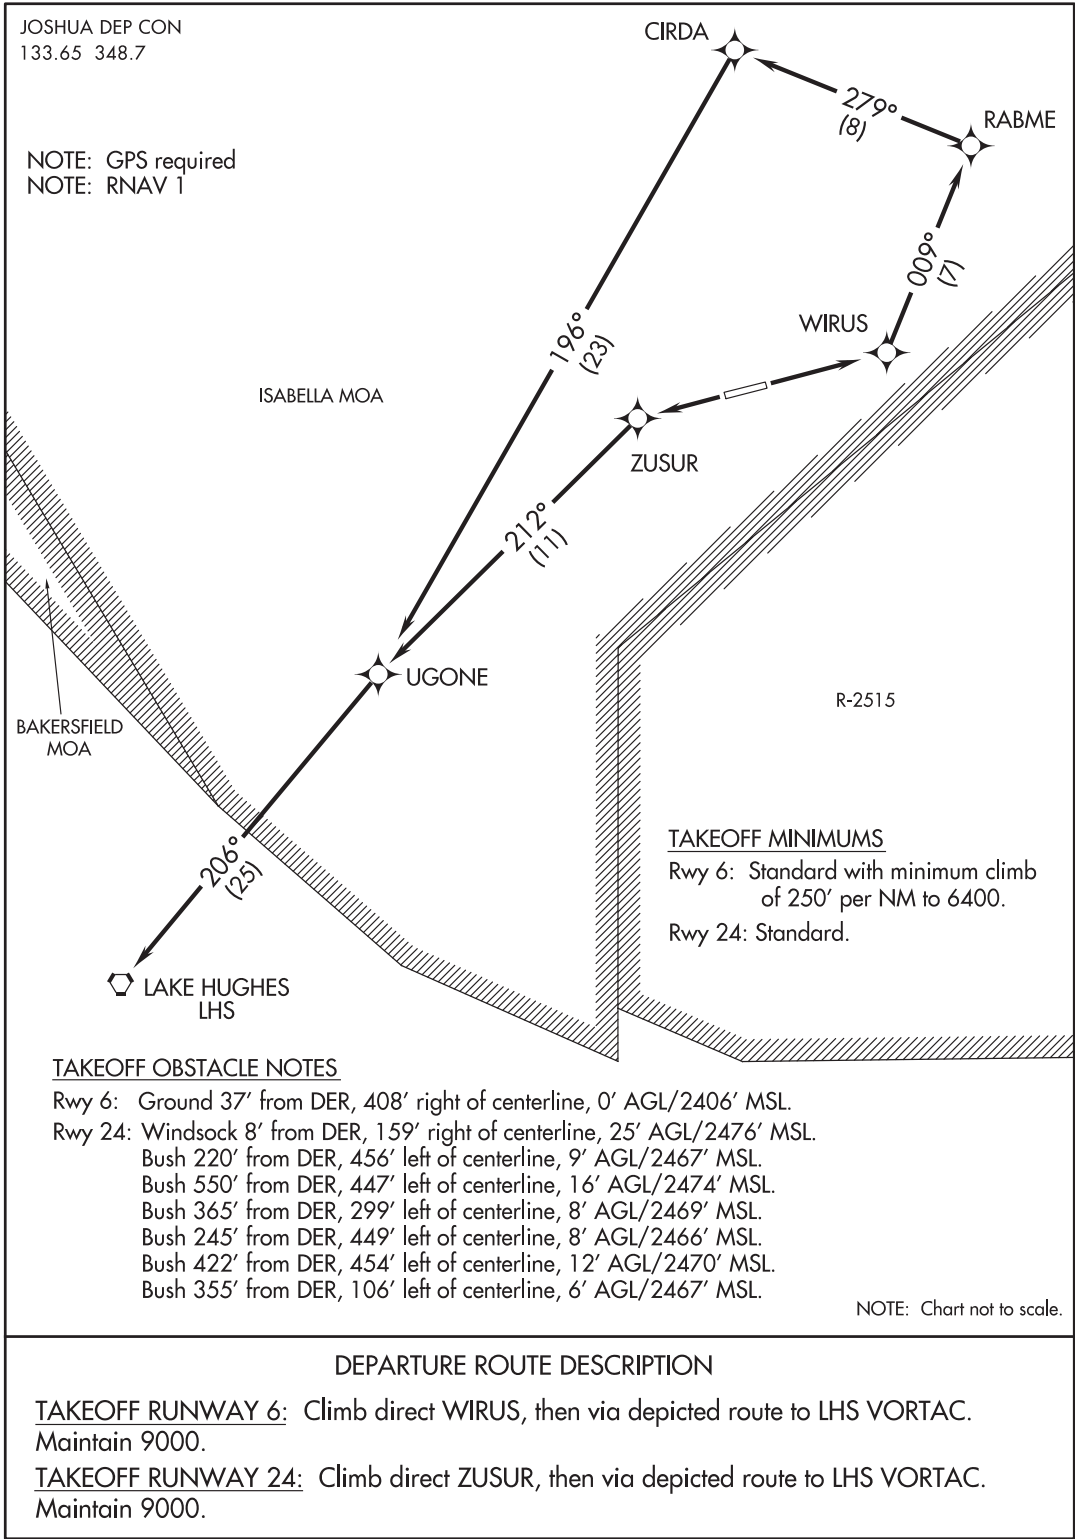 JOSHUA DEP CON
133.65 348.7
NOTE: GPS required
NOTE: RNAV 1
CIRDA
279°
(8)
RABME
009°
(7)
WIRUS
196°
(23)
ISABELLA MOA
ZUSUR
212°
(11)
UGONE
R-2515
BAKERSFIELD
MOA
206°
(25)
LAKE HUGHES
LHS
TAKEOFF MINIMUMS
Rwy 6: Standard with minimum climb
of 250' per NM to 6400.
Rwy 24: Standard.
TAKEOFF OBSTACLE NOTES
Rwy 6: Ground 37' from DER, 408' right of centerline, 0' AGL/2406' MSL.
Rwy 24: Windsock 8' from DER, 159' right of centerline, 25' AGL/2476' MSL.
Bush 220' from DER, 456' left of centerline, 9' AGL/2467' MSL.
Bush 550' from DER, 447' left of centerline, 16' AGL/2474' MSL.
Bush 365' from DER, 299' left of centerline, 8' AGL/2469' MSL.
Bush 245' from DER, 449' left of centerline, 8' AGL/2466' MSL.
Bush 422' from DER, 454' left of centerline, 12' AGL/2470' MSL.
Bush 355' from DER, 106' left of centerline, 6' AGL/2467' MSL.
NOTE: Chart not to scale.
DEPARTURE ROUTE DESCRIPTION
TAKEOFF RUNWAY 6: Climb direct WIRUS, then via depicted route to LHS VORTAC.
Maintain 9000.
TAKEOFF RUNWAY 24: Climb direct ZUSUR, then via depicted route to LHS VORTAC.
Maintain 9000.